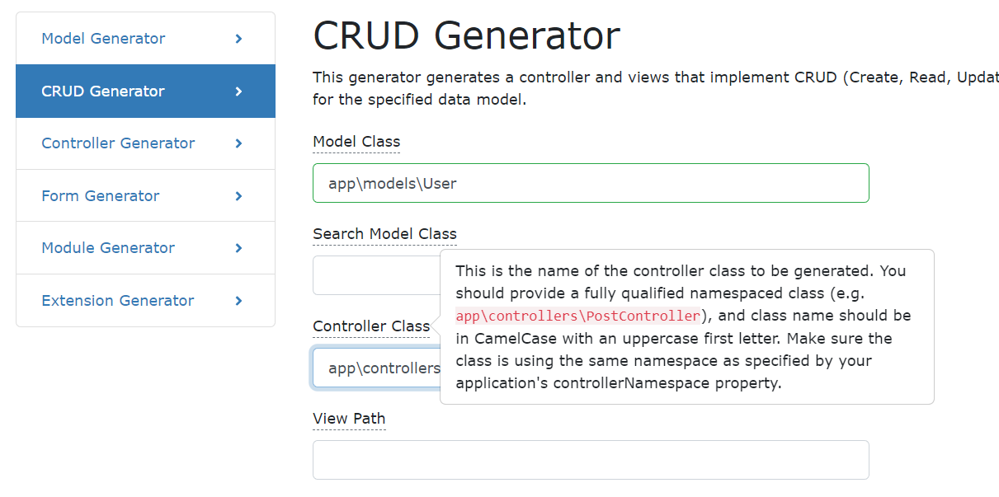 Model Generator
CRUD Generator
Controller Generator
Form Generator
Module Generator
Extension Generator
CRUD Generator
This generator generates a controller and views that implement CRUD (Create, Read, Updat
for the specified data model.
Model Class
app\models\User
Search Model Class
Controller Class
app\controllers
This is the name of the controller class to be generated. You
should provide a fully qualified namespaced class (e.g.
app\controllers\PostController), and class name should be
in CamelCase with an uppercase first letter. Make sure the
class is using the same namespace as specified by your
application's controllerNamespace property.
View Path